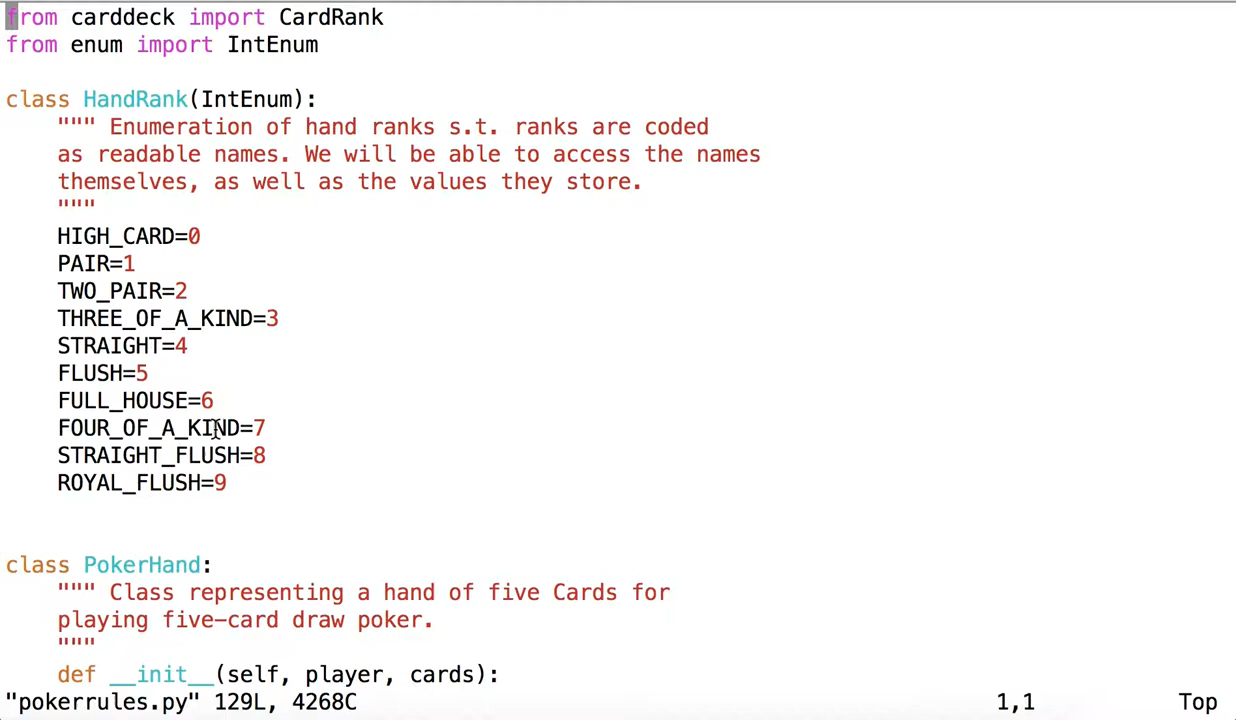 from carddeck import CardRank
from enum import IntEnum
class HandRank(IntEnum):
""" Enumeration of hand ranks s.t. ranks are coded
as readable names. We will be able to access the names
themselves, as well as the values they store.
"""
HIGH_CARD=0
PAIR=1
TWO_PAIR=2
THREE_OF_A_KIND=3
STRAIGHT=4
FLUSH=5
FULL_HOUSE=6
FOUR_OF_A_KIND=7
STRAIGHT_FLUSH=8
ROYAL_FLUSH=9
class PokerHand:
""" Class representing a hand of five Cards for
playing five-card draw poker.
"""
def __init__(self, player, cards):
"pokerrules.py" 129L, 4268C 1,1 Top